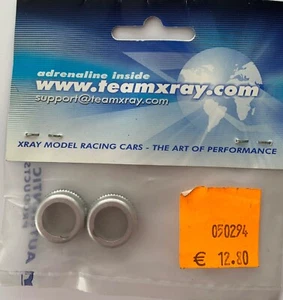 adrenaline inside
www.teamxray.com
support@teamxray.com
XRAY MODEL RACING CARS - THE ART OF PERFORMANCE
050294
€ 12.80